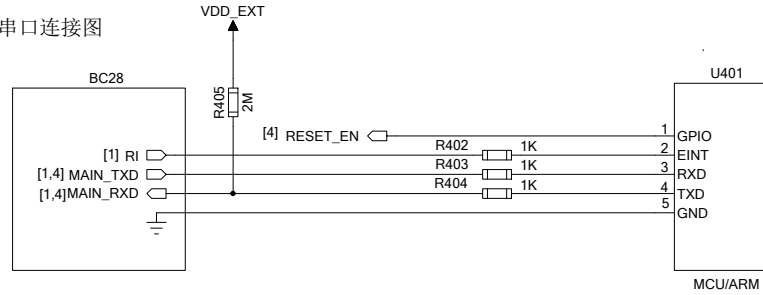 串口连接图
VDD_EXT
BC28
U401
R405
2M
[4] RESET_EN
1
GPIO
[1] RI
R402
1K
2
EINT
[1,4] MAIN_TXD
R403
1K
3
RXD
[1,4]MAIN_RXD
R404
1K
4
TXD
5
GND
MCU/ARM